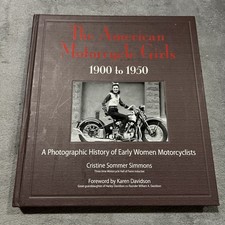 The American
Motorcycle Girls
1900 to 1950
A Photographic History of Early Women Motorcyclists
Cristine Sommer Simmons
Foreword by Karen Davidson